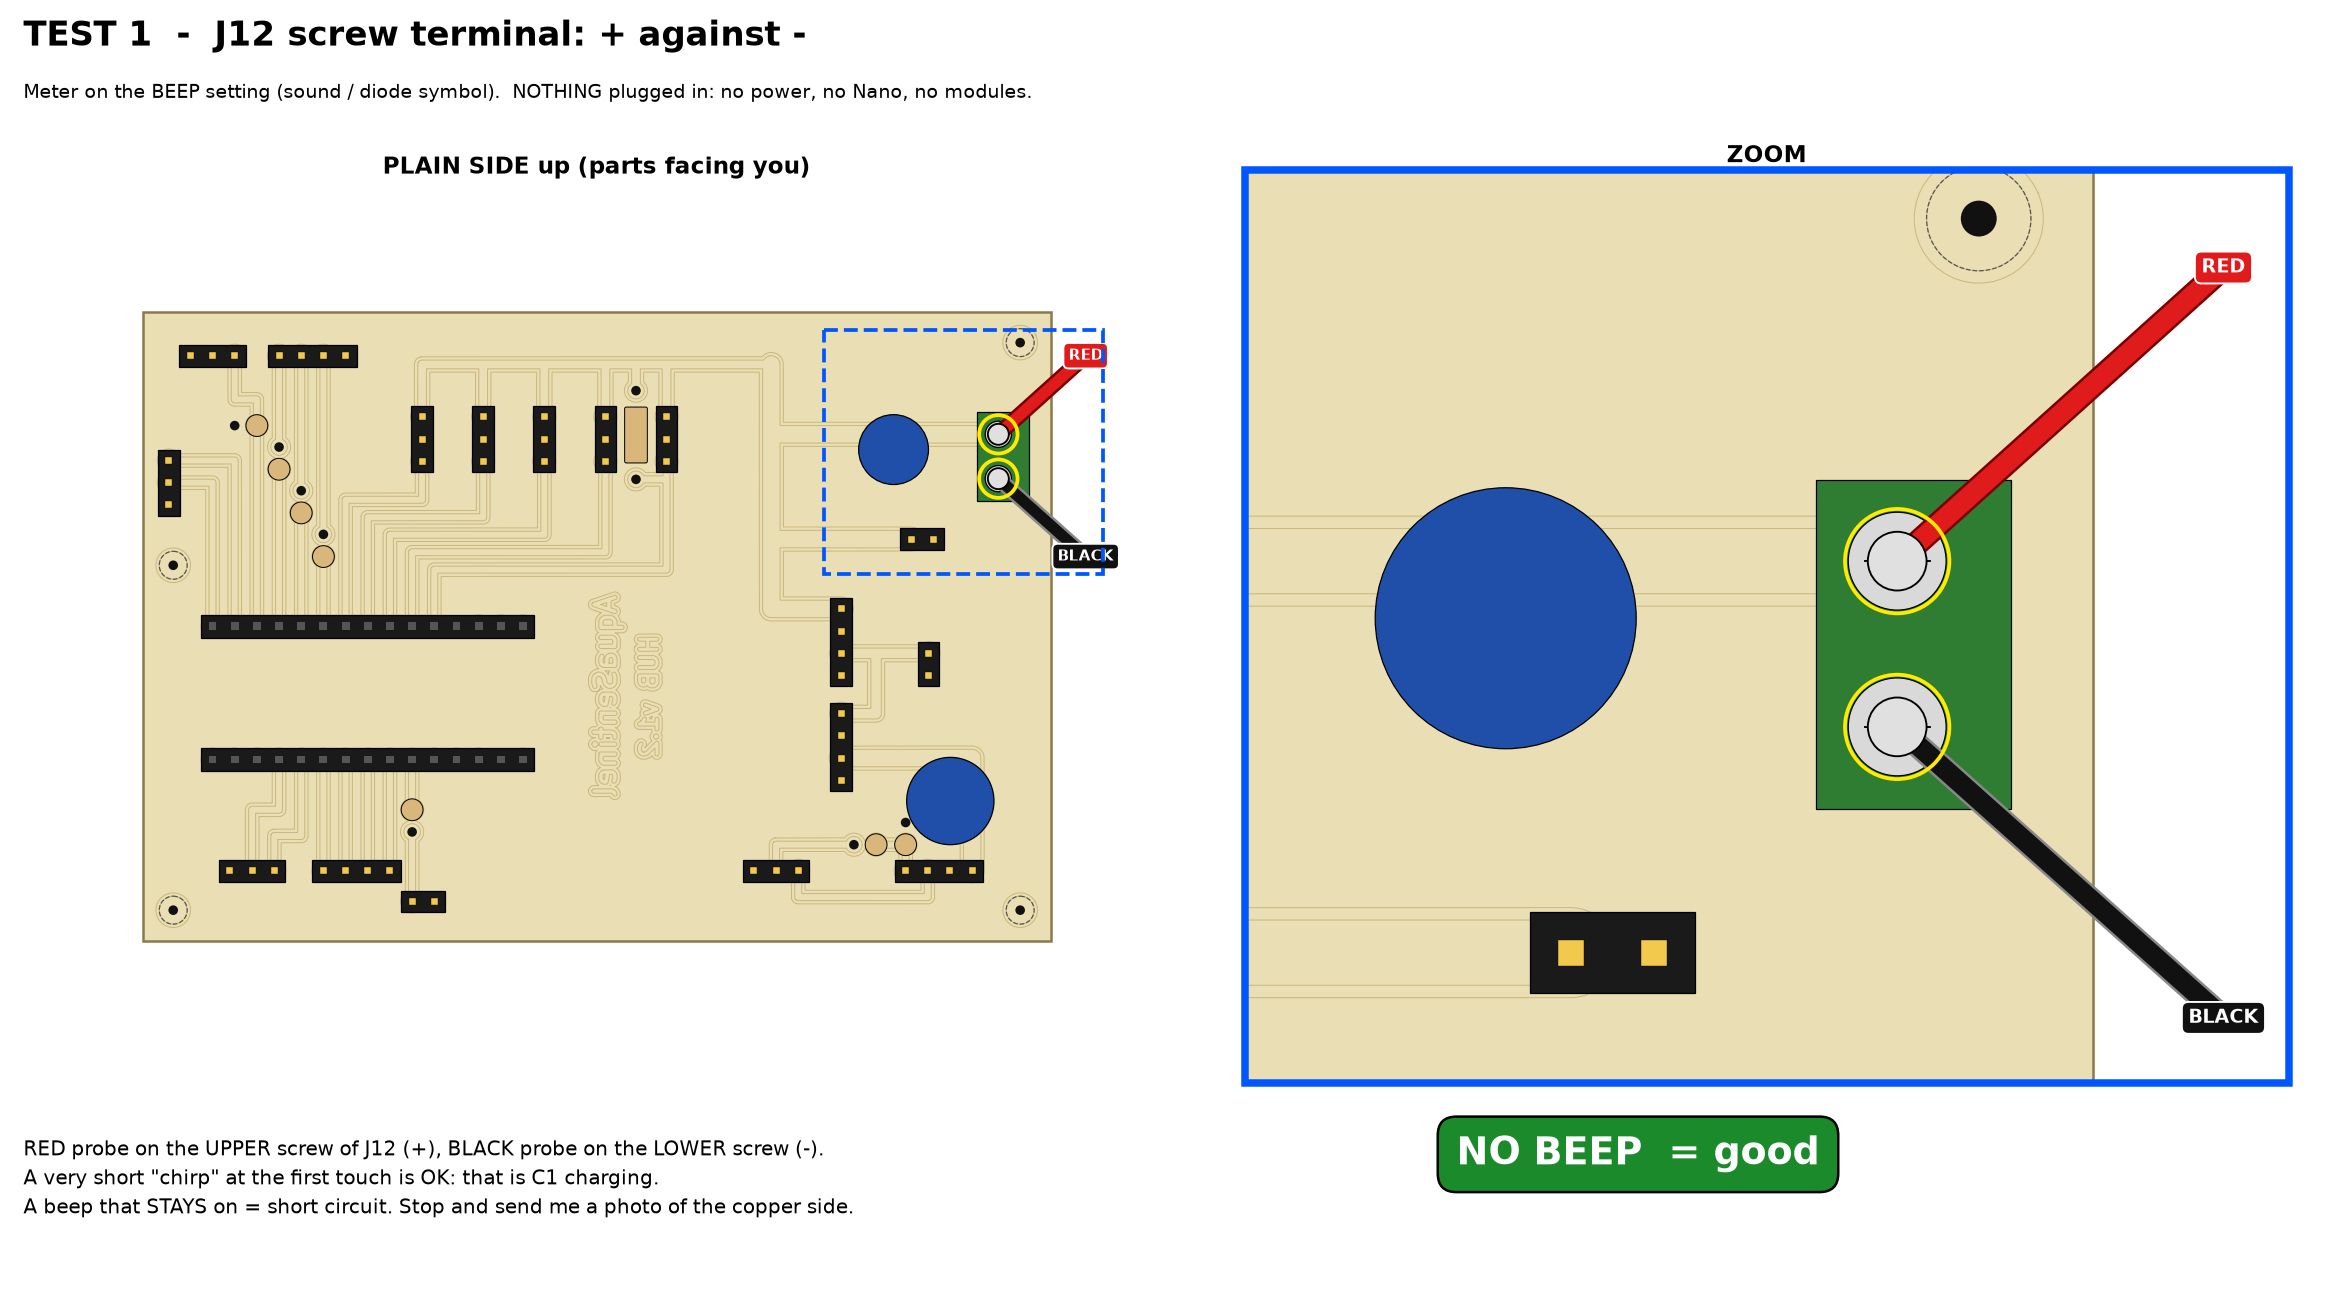 TEST 1 - J12 screw terminal: + against -
Meter on the BEEP setting (sound / diode symbol). NOTHING plugged in: no power, no Nano, no modules.
PLAIN SIDE up (parts facing you)
ZOOM
RED
BLACK
RED
BLACK
AquaSentinel
HUB v1.2
RED probe on the UPPER screw of J12 (+), BLACK probe on the LOWER screw (-).
A very short "chirp" at the first touch is OK: that is C1 charging.
A beep that STAYS on = short circuit. Stop and send me a photo of the copper side.
NO BEEP = good